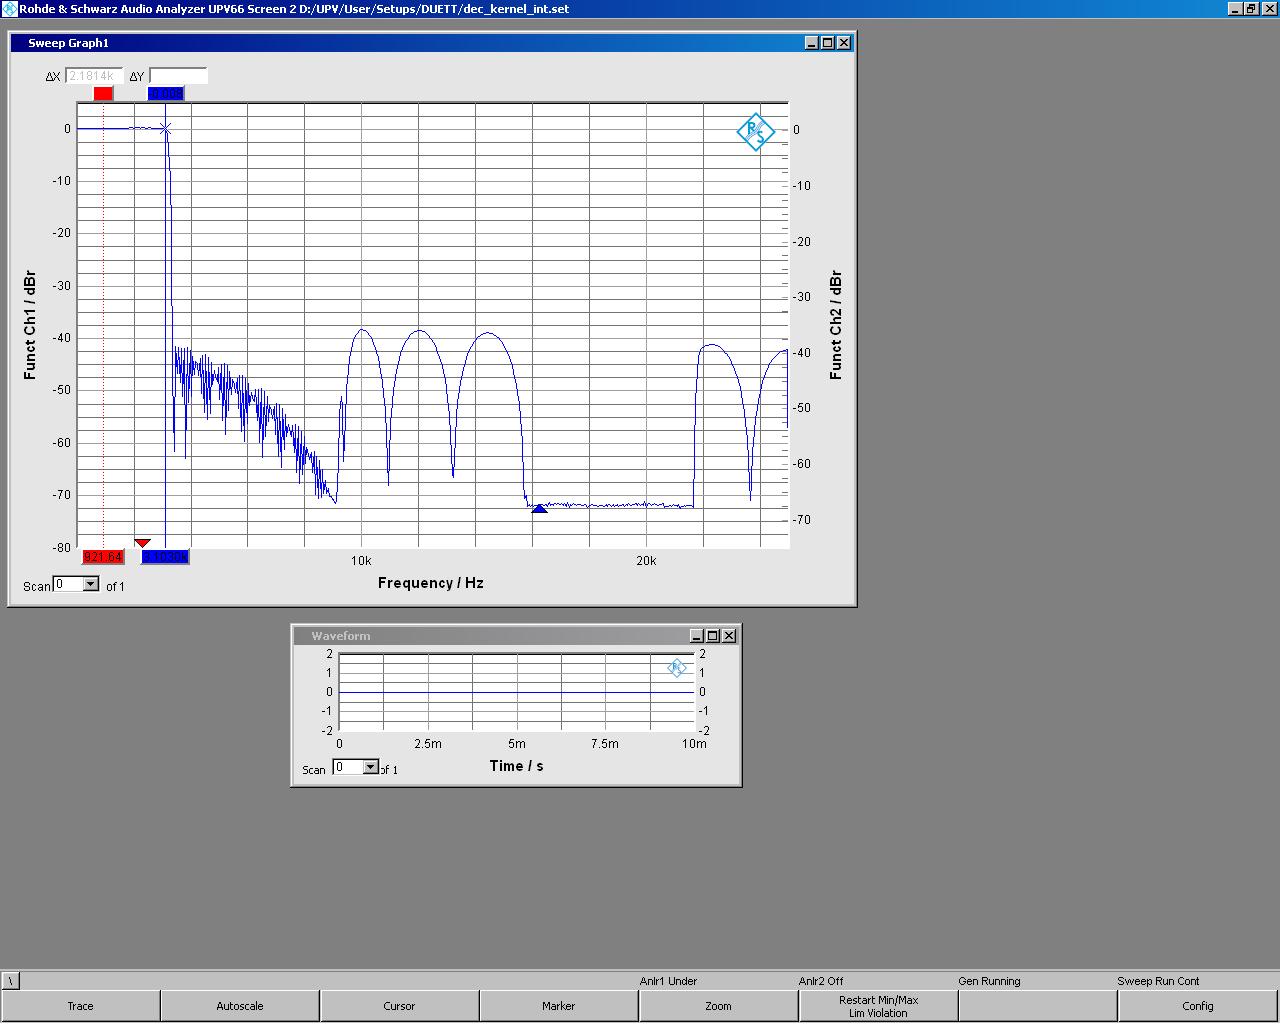 Rohde & Schwarz Audio Analyzer UPV66 Screen 2 D:/UPV/User/Setups/DUETT/dec_kernel_int.set
Sweep Graph1
ΔX 2.1814k ΔY
-0.008
0
-10
-20
-30
-40
-50
-60
-70
-80
Funct Ch1 / dBr
R S
0
-10
-20
-30
-40
-50
-60
-70
Funct Ch2 / dBr
921.64 3.1030k 10k 20k
Frequency / Hz
Scan 0 of 1
Waveform
2
1
0
-1
-2
2
1
0
-1
-2
0 2.5m 5m 7.5m 10m
Time / s
Scan 0 of 1
\ Anlr1 Under Anlr2 Off Gen Running Sweep Run Cont
Trace Autoscale Cursor Marker Zoom Restart Min/Max Config
Lim Violation